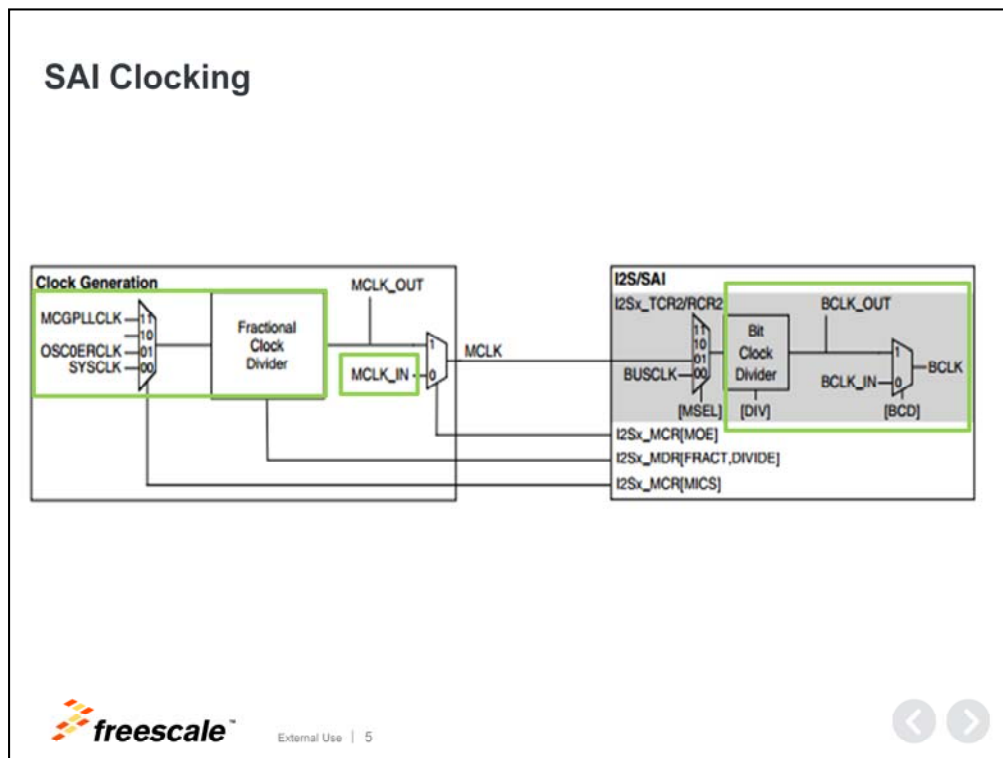 SAI Clocking
Clock Generation
MCLK_OUT
MCGPLLCLK
11
10
OSC0ERCLK
01
SYSCLK
00
Fractional
Clock
Divider
1
MCLK_IN
0
MCLK
I2S/SAI
I2Sx_TCR2/RCR2
BCLK_OUT
11
10
01
BUSCLK
00
Bit
Clock
Divider
1
BCLK_IN
0
BCLK
[MSEL]
[DIV]
[BCD]
I2Sx_MCR[MOE]
I2Sx_MDR[FRACT,DIVIDE]
I2Sx_MCR[MICS]
freescale™
External Use | 5